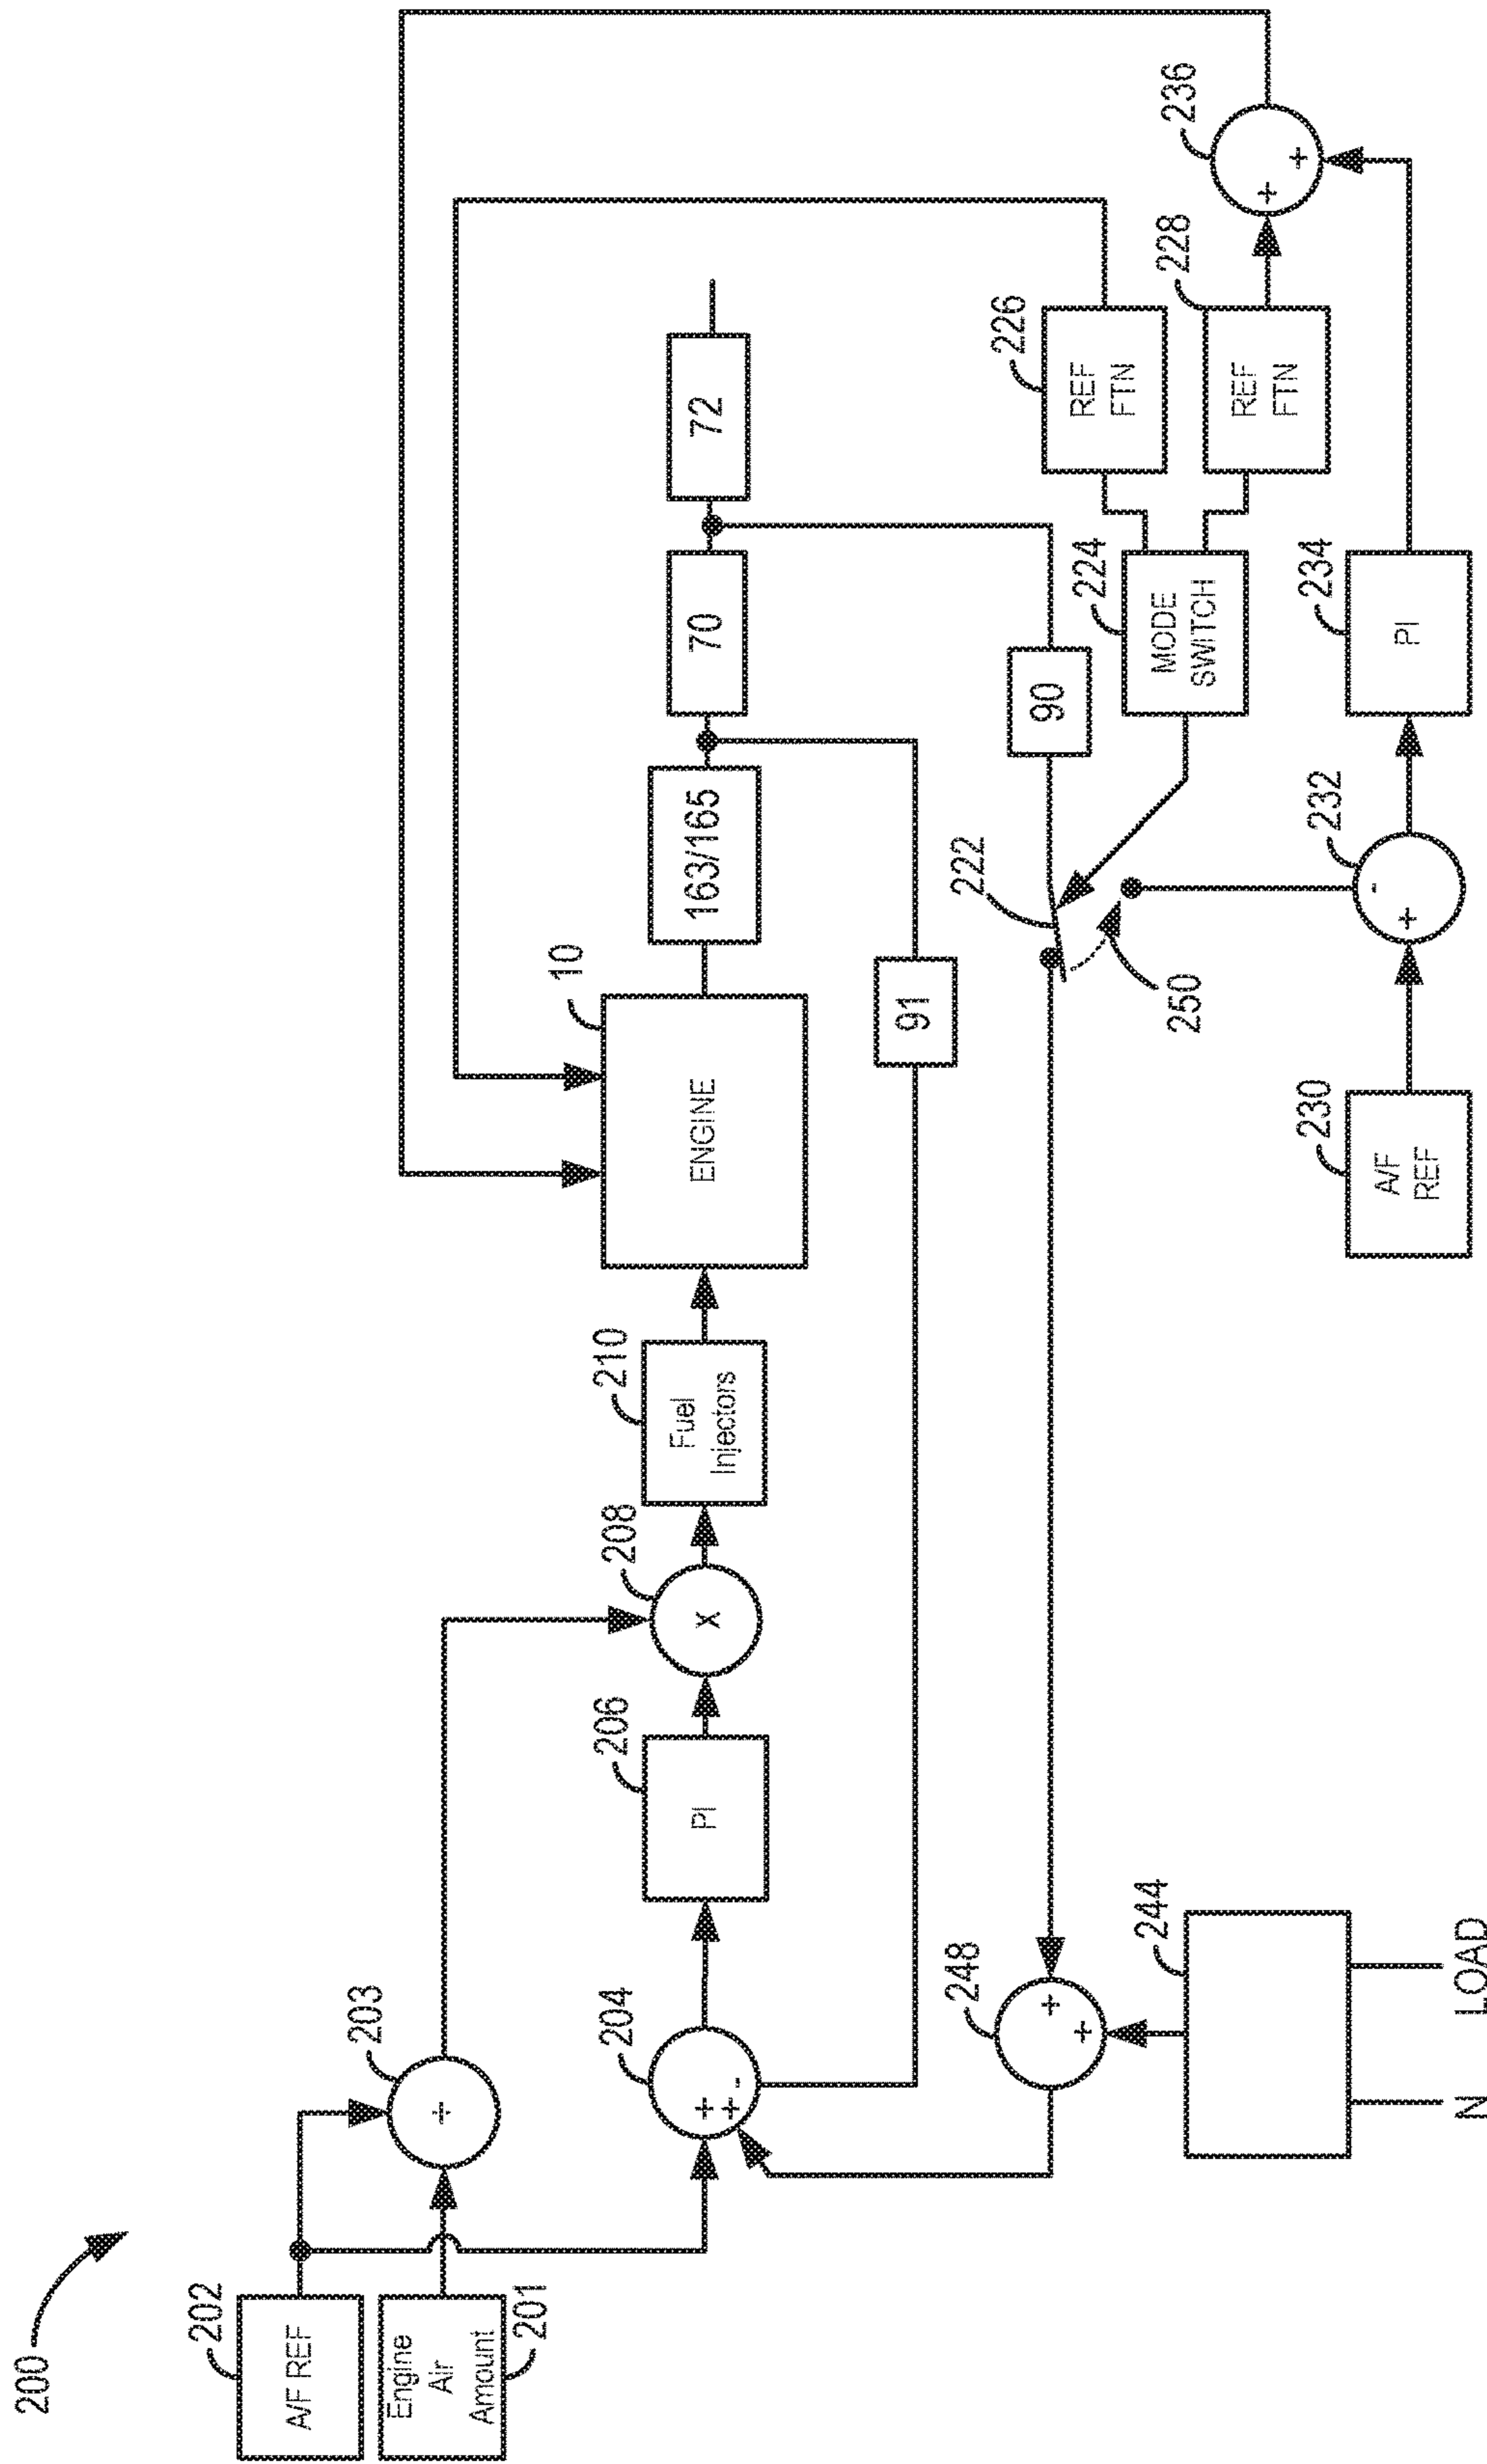 200
202
A/F REF
Engine
Air
Amount
201
203
÷
204
+
+
-
206
PI
208
X
210
Fuel
Injectors
10
ENGINE
163/165
70
72
91
90
222
250
224
MODE
SWITCH
226
REF
FTN
228
REF
FTN
236
+
+
230
A/F
REF
232
+
-
234
PI
248
+
+
244
N
LOAD